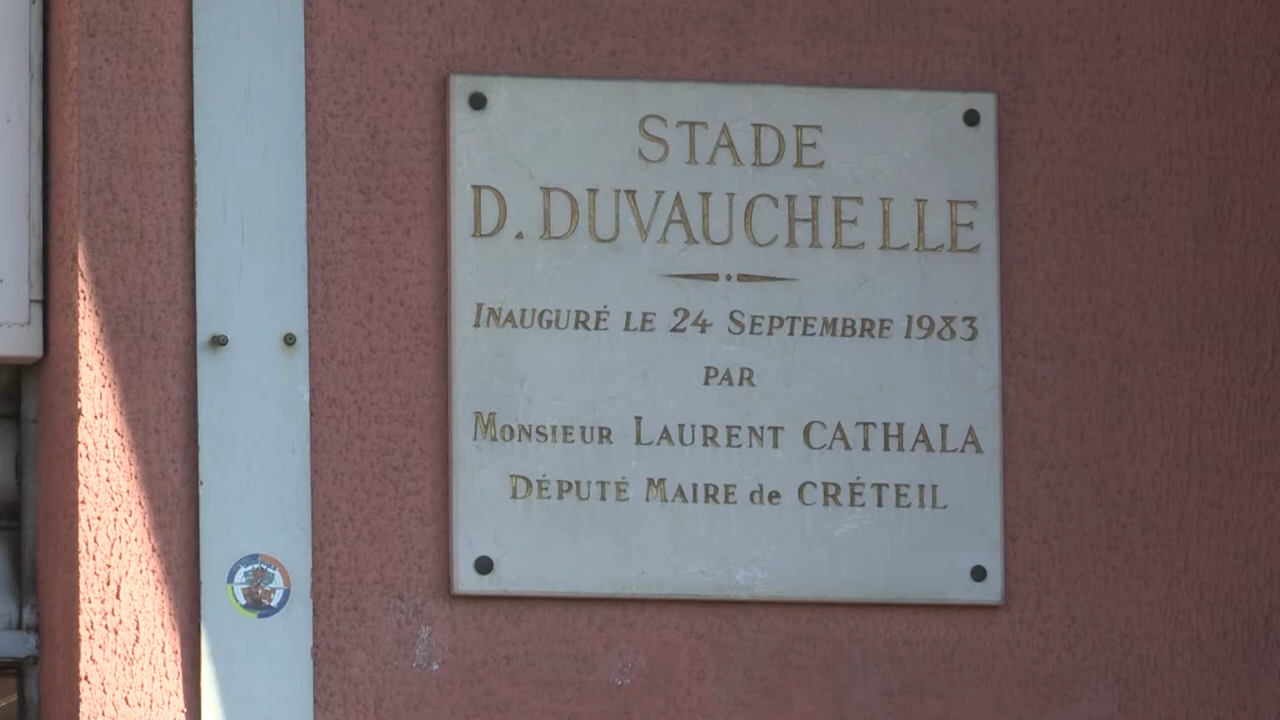 STADE
D. DUVAUCHELLE
INAUGURÉ LE 24 SEPTEMBRE 1983
PAR
MONSIEUR LAURENT CATHALA
DÉPUTÉ MAIRE de CRÉTEIL